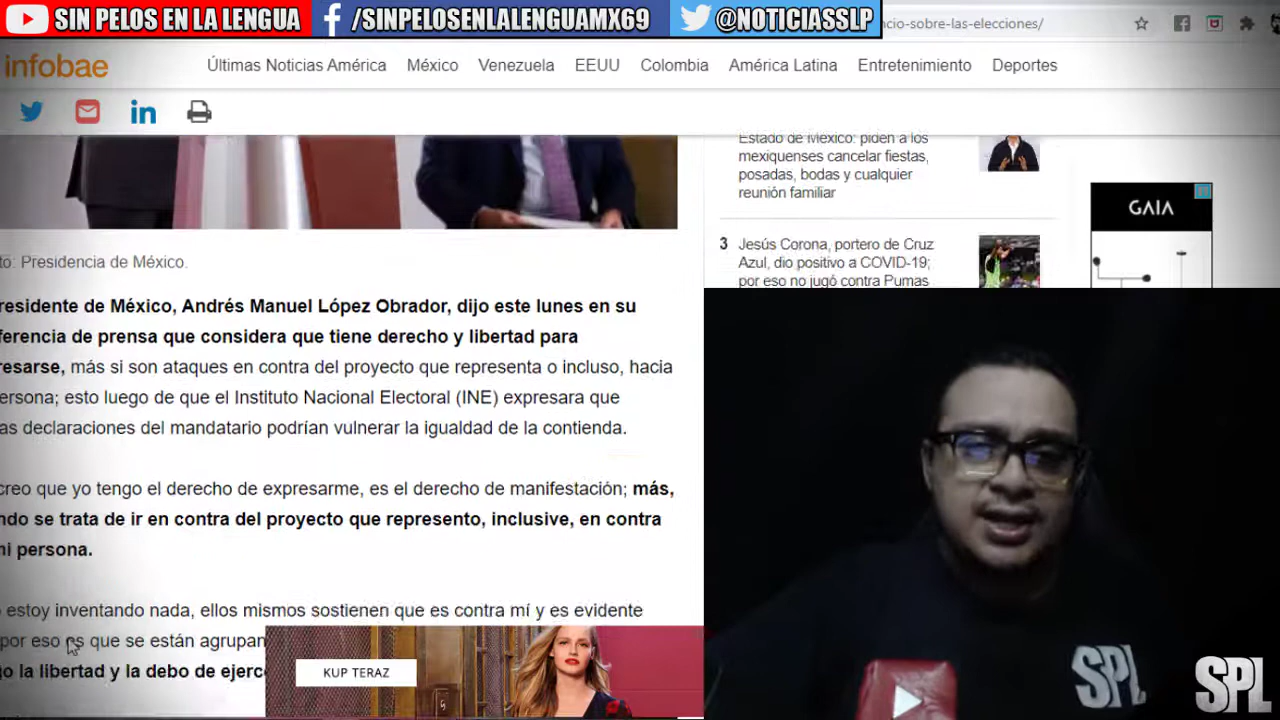 SIN PELOS EN LA LENGUA
/SINPELOSENLALENGUAMX69
@NOTICIASSLP
ncio-sobre-las-elecciones/
infobae
Últimas Noticias América México Venezuela EEUU Colombia América Latina Entretenimiento Deportes
Estado de México: piden a los
mexiquenses cancelar fiestas,
posadas, bodas y cualquier
reunión familiar
3 Jesús Corona, portero de Cruz
Azul, dio positivo a COVID-19;
por eso no jugó contra Pumas
GAIA
to: Presidencia de México.
residente de México, Andrés Manuel López Obrador, dijo este lunes en su
ferencia de prensa que considera que tiene derecho y libertad para
resarse, más si son ataques en contra del proyecto que representa o incluso, hacia
ersona; esto luego de que el Instituto Nacional Electoral (INE) expresara que
as declaraciones del mandatario podrían vulnerar la igualdad de la contienda.
creo que yo tengo el derecho de expresarme, es el derecho de manifestación; más,
ndo se trata de ir en contra del proyecto que represento, inclusive, en contra
mi persona.
o estoy inventando nada, ellos mismos sostienen que es contra mí y es evidente
por eso es que se están agrupan
go la libertad y la debo de ejerc
KUP TERAZ
SPL
SPL